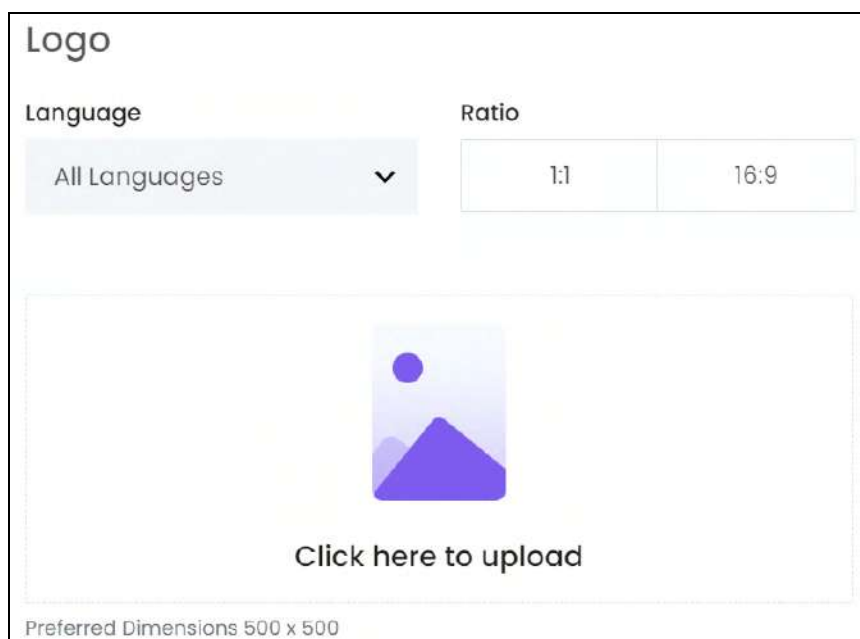 Logo
Language
Ratio
All Languages
1:1
16:9
Click here to upload
Preferred Dimensions 500 x 500